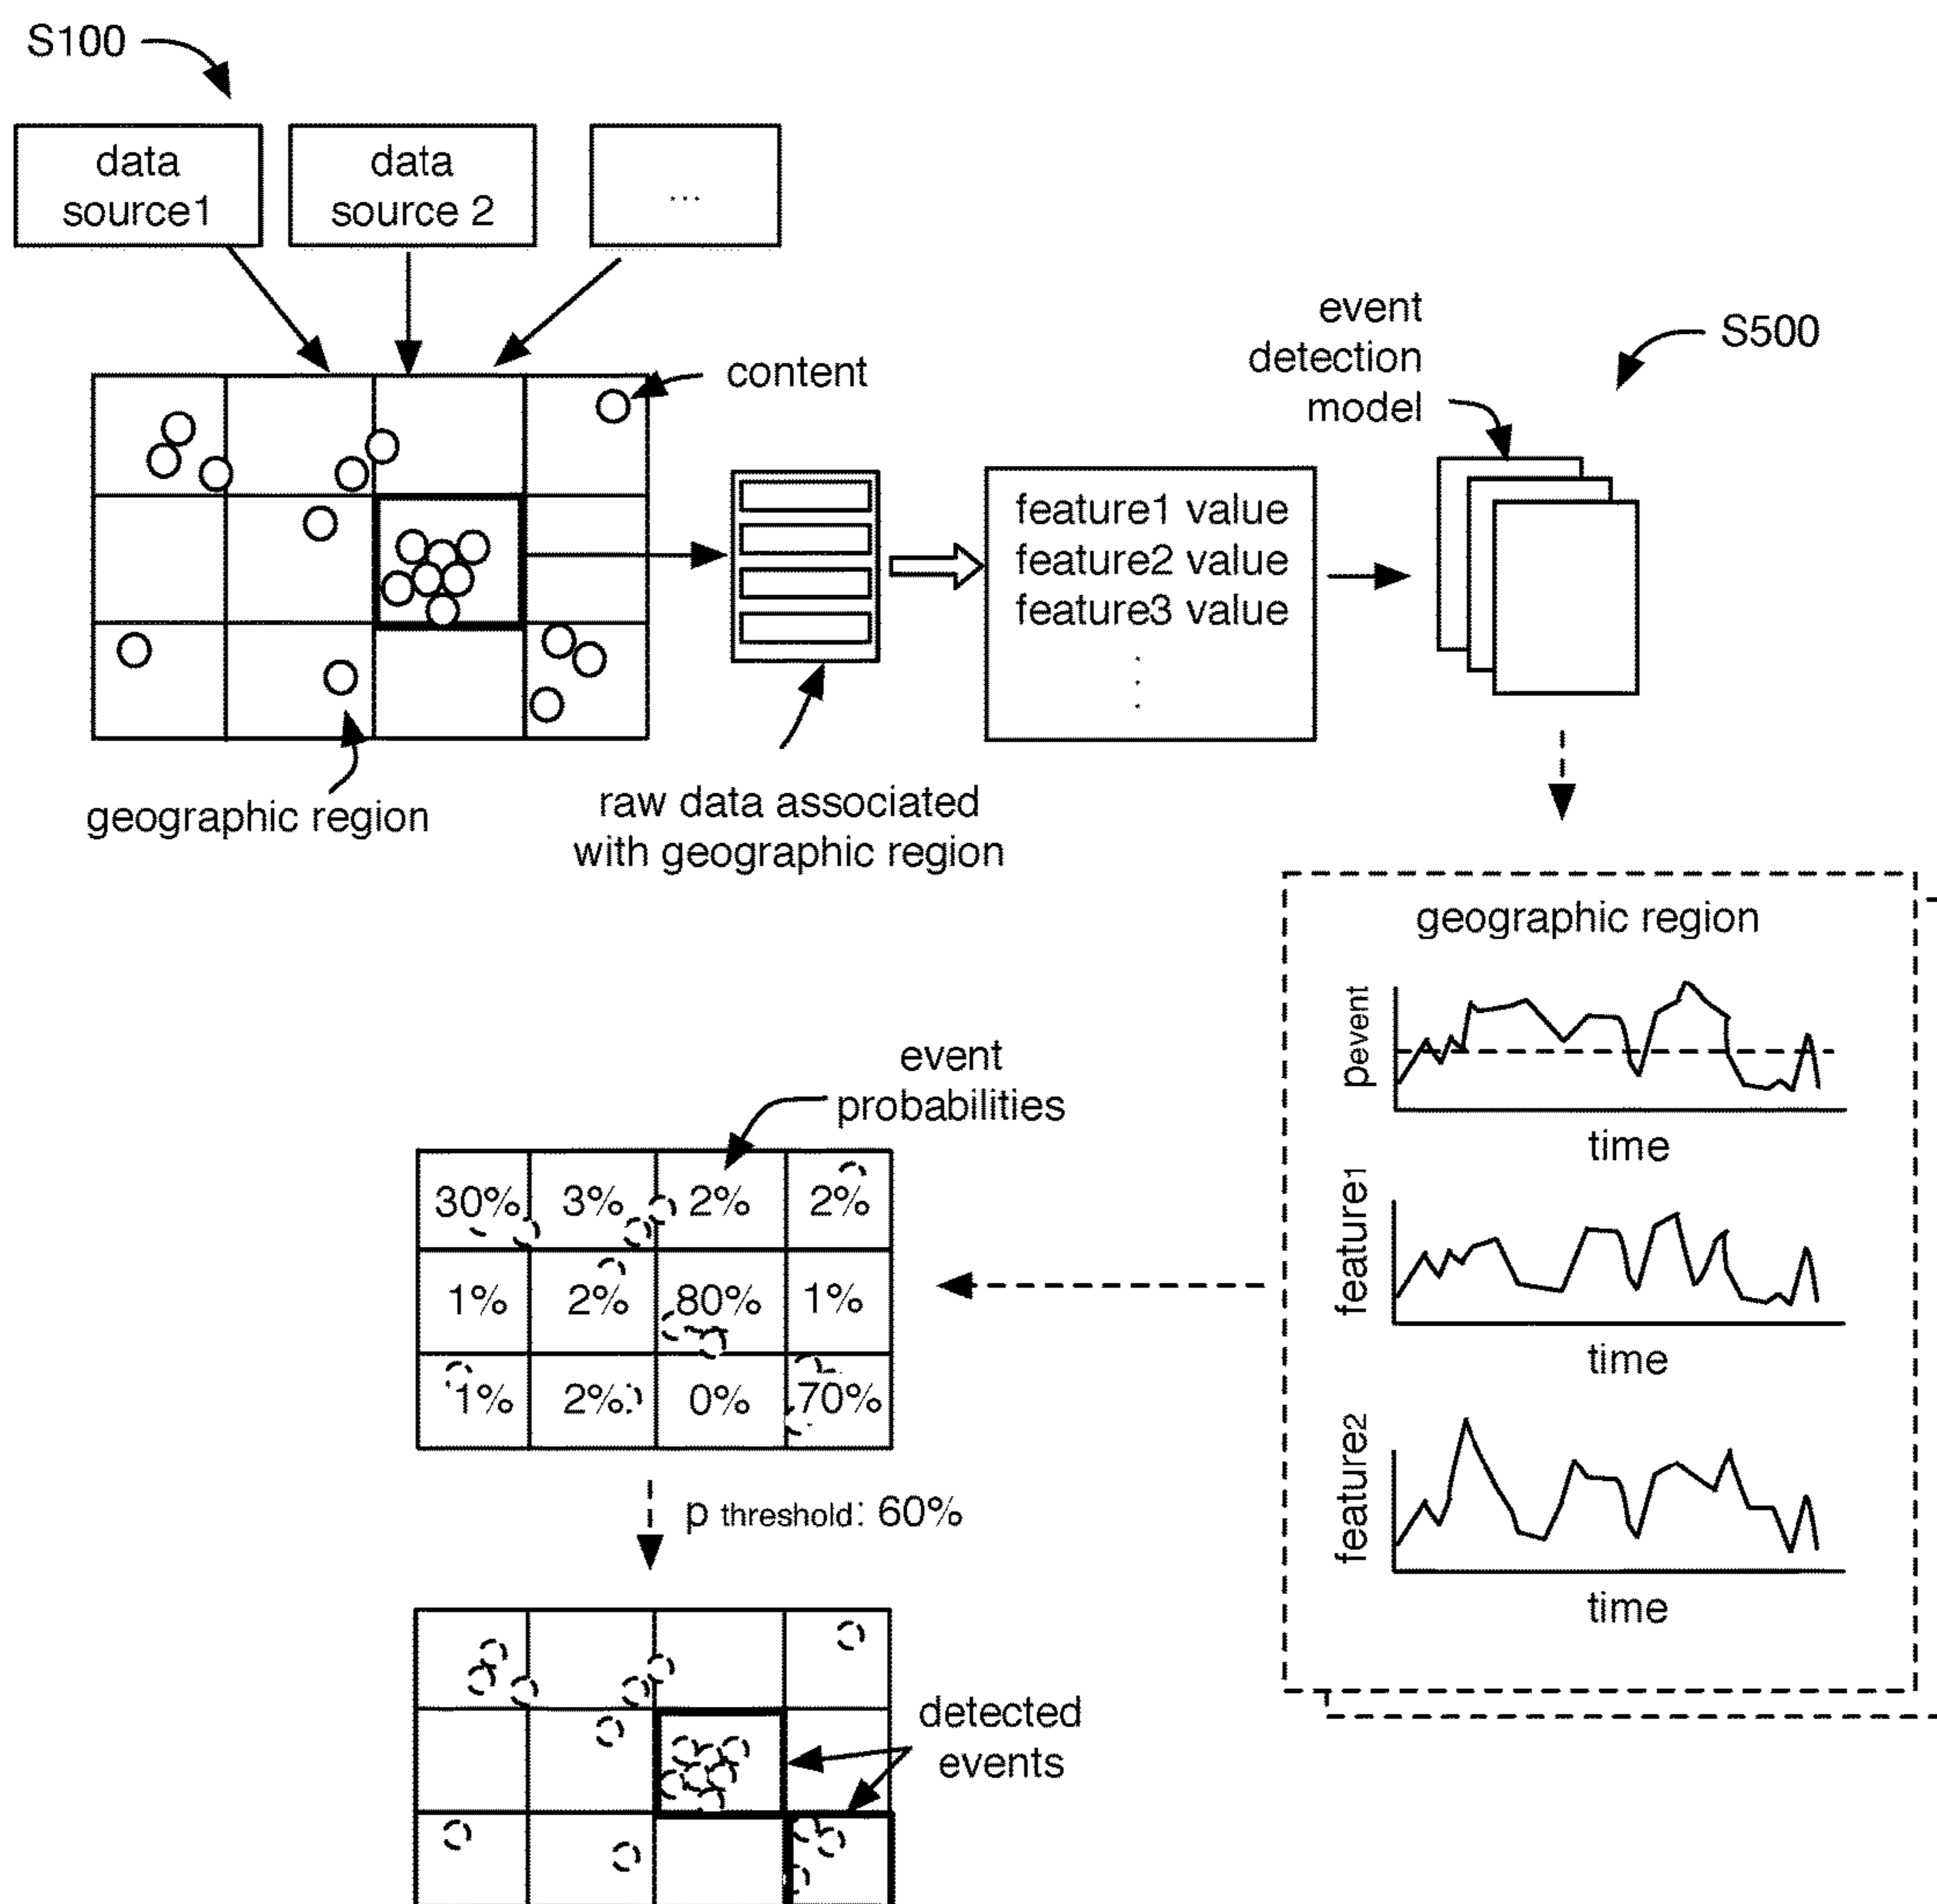 S100
data
source1
data
source 2
...
content
event
detection
model
S500
feature1 value
feature2 value
feature3 value
geographic region
raw data associated
with geographic region
geographic region
pevent
time
feature1
time
feature2
time
event
probabilities
30% 3% 2% 2%
1% 2% 80% 1%
1% 2% 0% 70%
p threshold: 60%
detected
events